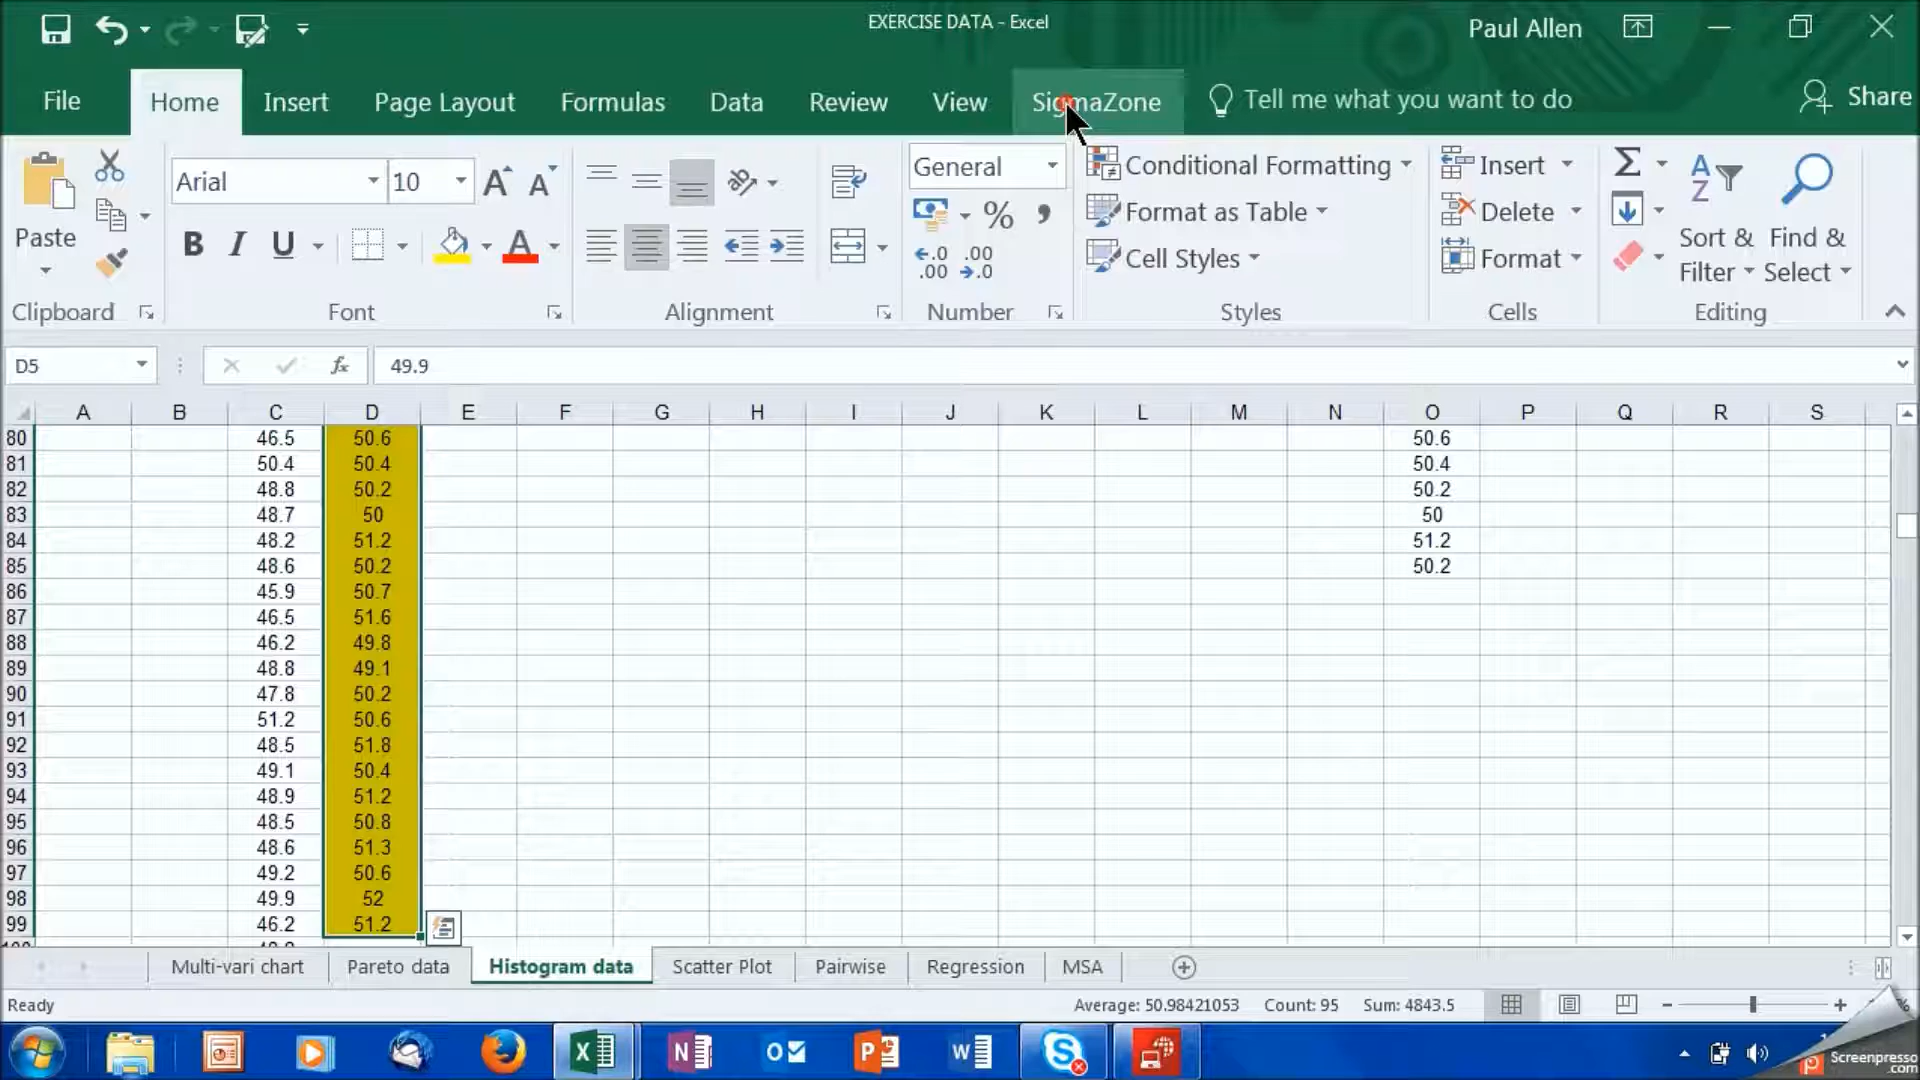 EXERCISE DATA - Excel
Paul Allen
File Home Insert Page Layout Formulas Data Review View SigmaZone Tell me what you want to do Share
Paste
Clipboard
Arial 10
B I U A
Font
Alignment
General
% ,
Number
Conditional Formatting
Format as Table
Cell Styles
Styles
Insert
Delete
Format
Cells
Sort & Filter
Find & Select
Editing
D5 fx 49.9
A B C D E F G H I J K L M N O P Q R S
80 46.5 50.6 50.6
81 50.4 50.4 50.4
82 48.8 50.2 50.2
83 48.7 50 50
84 48.2 51.2 51.2
85 48.6 50.2 50.2
86 45.9 50.7
87 46.5 51.6
88 46.2 49.8
89 48.8 49.1
90 47.8 50.2
91 51.2 50.6
92 48.5 51.8
93 49.1 50.4
94 48.9 51.2
95 48.5 50.8
96 48.6 51.3
97 49.2 50.6
98 49.9 52
99 46.2 51.2
Multi-vari chart Pareto data Histogram data Scatter Plot Pairwise Regression MSA
Ready Average: 50.98421053 Count: 95 Sum: 4843.5
Screenpresso
.com